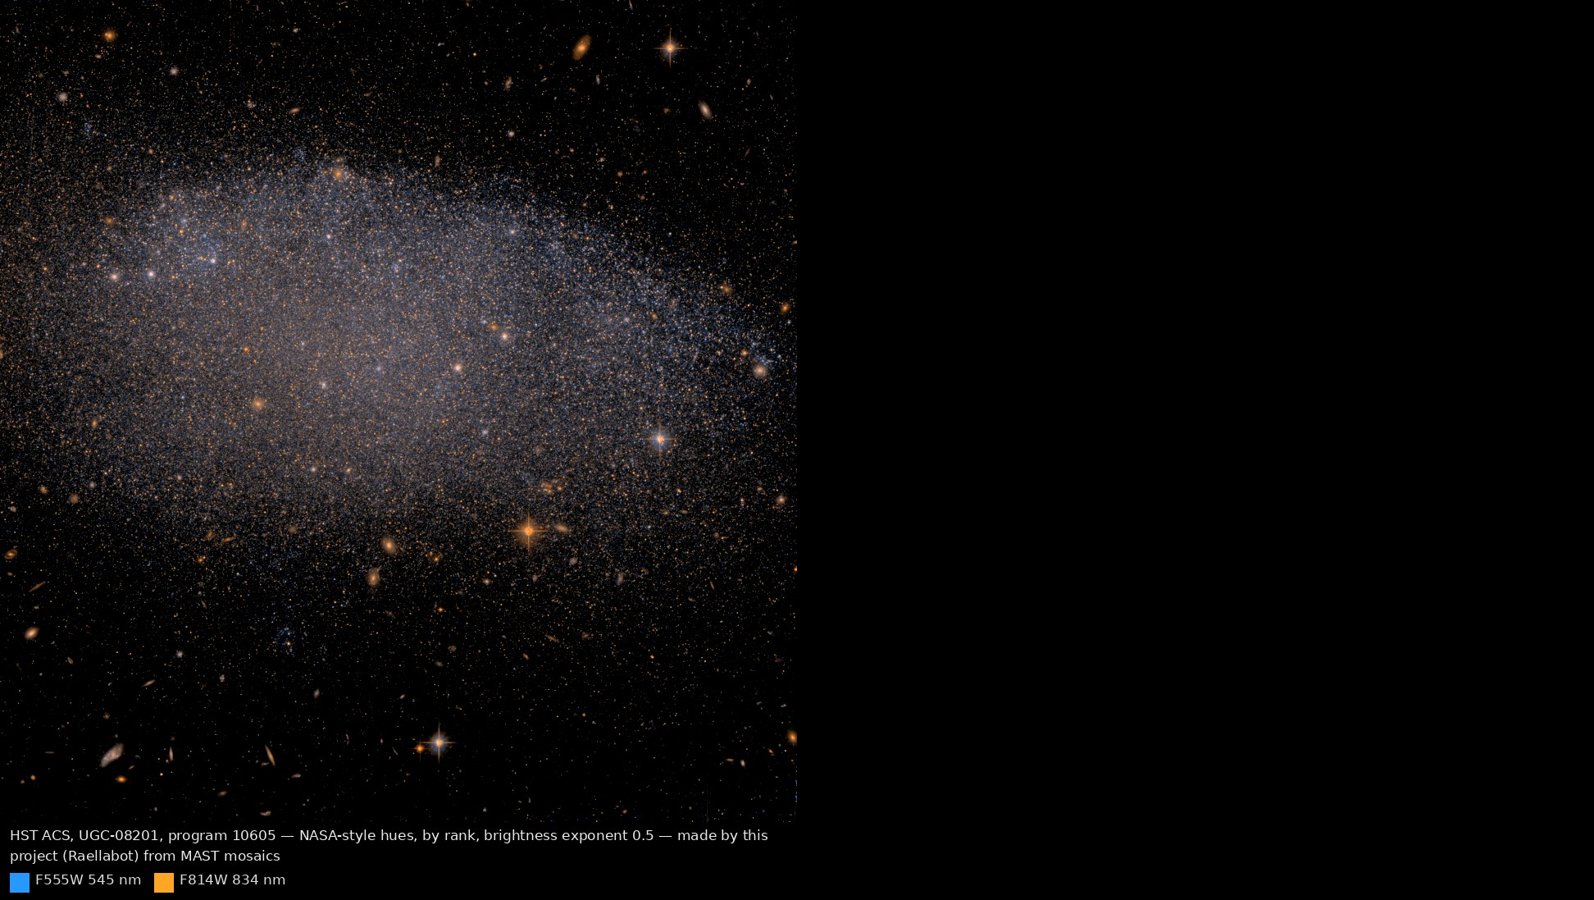 HST ACS, UGC-08201, program 10605 — NASA-style hues, by rank, brightness exponent 0.5 — made by this
project (Raellabot) from MAST mosaics
F555W 545 nm F814W 834 nm